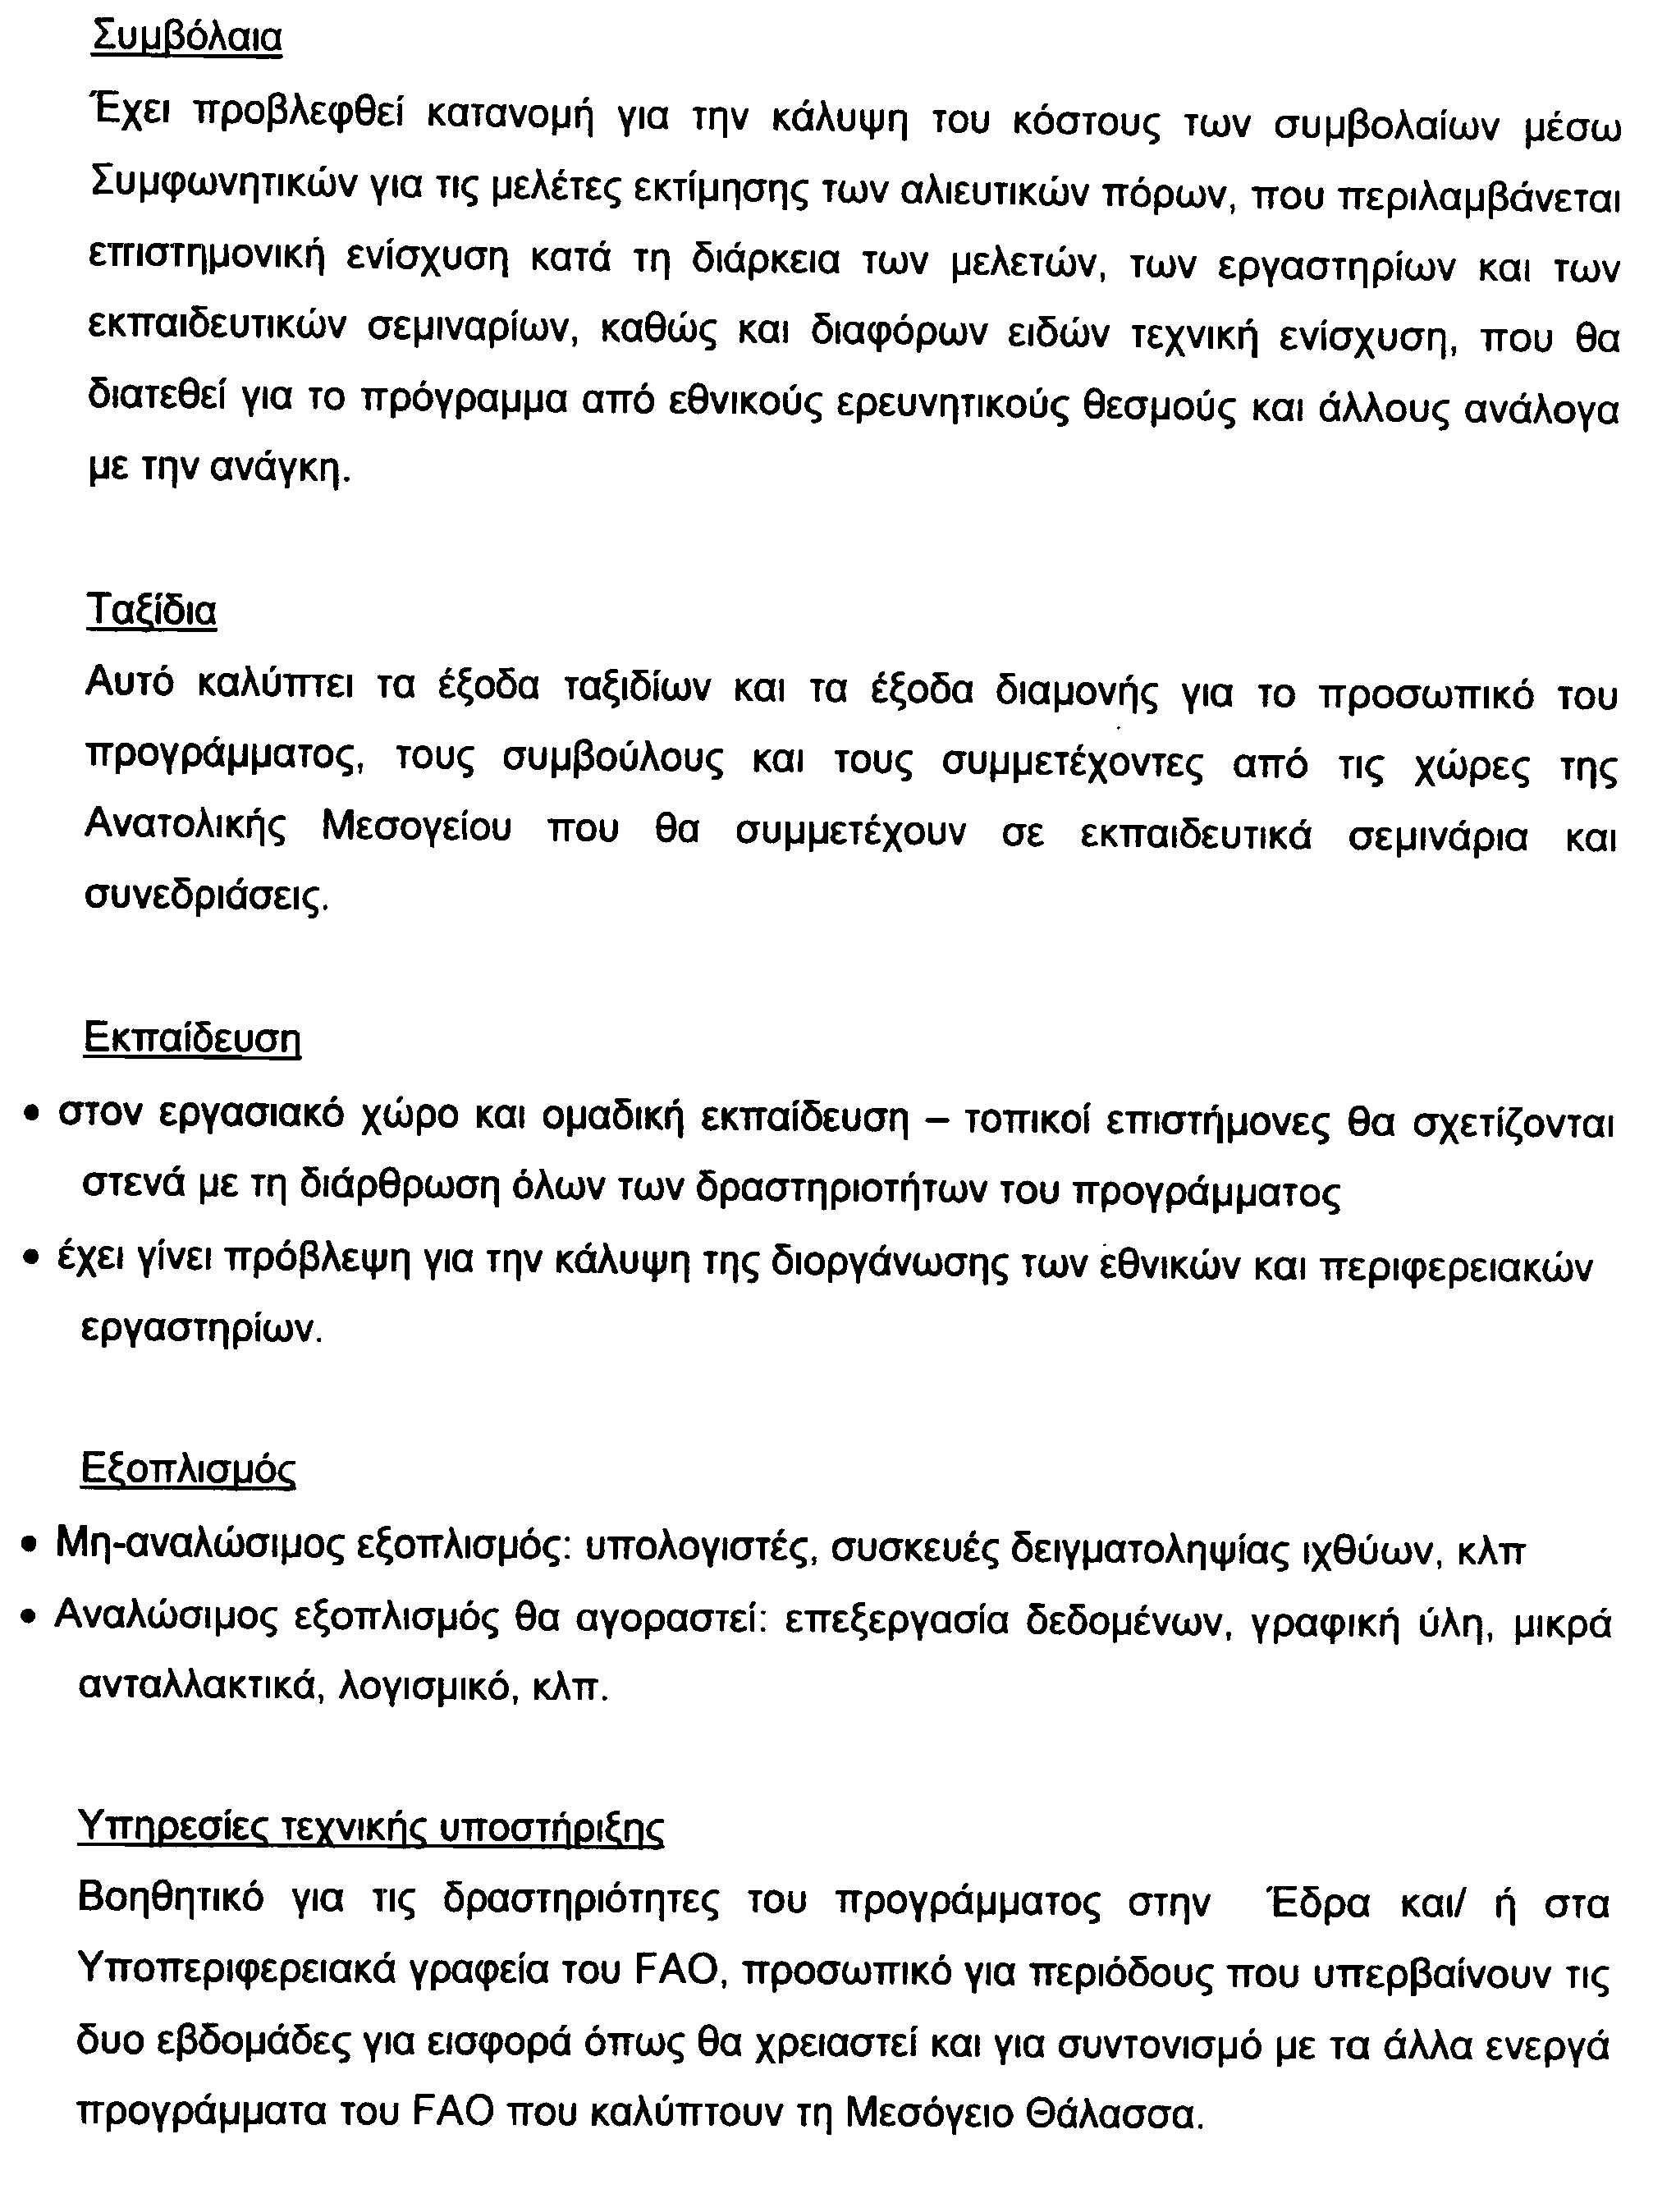 Συμβόλαια
Έχει προβλεφθεί κατανομή για την κάλυψη του κόστους των συμβολαίων μέσω
Συμφωνητικών για τις μελέτες εκτίμησης των αλιευτικών πόρων, που περιλαμβάνεται
επιστημονική ενίσχυση κατά τη διάρκεια των μελετών, των εργαστηρίων και των
εκπαιδευτικών σεμιναρίων, καθώς και διαφόρων ειδών τεχνική ενίσχυση, που θα
διατεθεί για το πρόγραμμα από εθνικούς ερευνητικούς θεσμούς και άλλους ανάλογα
με την ανάγκη.
Ταξίδια
Αυτό καλύπτει τα έξοδα ταξιδίων και τα έξοδα διαμονής για το προσωπικό του
προγράμματος, τους συμβούλους και τους συμμετέχοντες από τις χώρες της
Ανατολικής Μεσογείου που θα συμμετέχουν σε εκπαιδευτικά σεμινάρια και
συνεδριάσεις.
Εκπαίδευση
• στον εργασιακό χώρο και ομαδική εκπαίδευση – τοπικοί επιστήμονες θα σχετίζονται
στενά με τη διάρθρωση όλων των δραστηριοτήτων του προγράμματος
• έχει γίνει πρόβλεψη για την κάλυψη της διοργάνωσης των εθνικών και περιφερειακών
εργαστηρίων.
Εξοπλισμός
• Μη-αναλώσιμος εξοπλισμός: υπολογιστές, συσκευές δειγματοληψίας ιχθύων, κλπ
• Αναλώσιμος εξοπλισμός θα αγοραστεί: επεξεργασία δεδομένων, γραφική ύλη, μικρά
ανταλλακτικά, λογισμικό, κλπ.
Υπηρεσίες τεχνικής υποστήριξης
Βοηθητικό για τις δραστηριότητες του προγράμματος στην Έδρα και/ ή στα
Υποπεριφερειακά γραφεία του FAO, προσωπικό για περιόδους που υπερβαίνουν τις
δυο εβδομάδες για εισφορά όπως θα χρειαστεί και για συντονισμό με τα άλλα ενεργά
προγράμματα του FAO που καλύπτουν τη Μεσόγειο Θάλασσα.